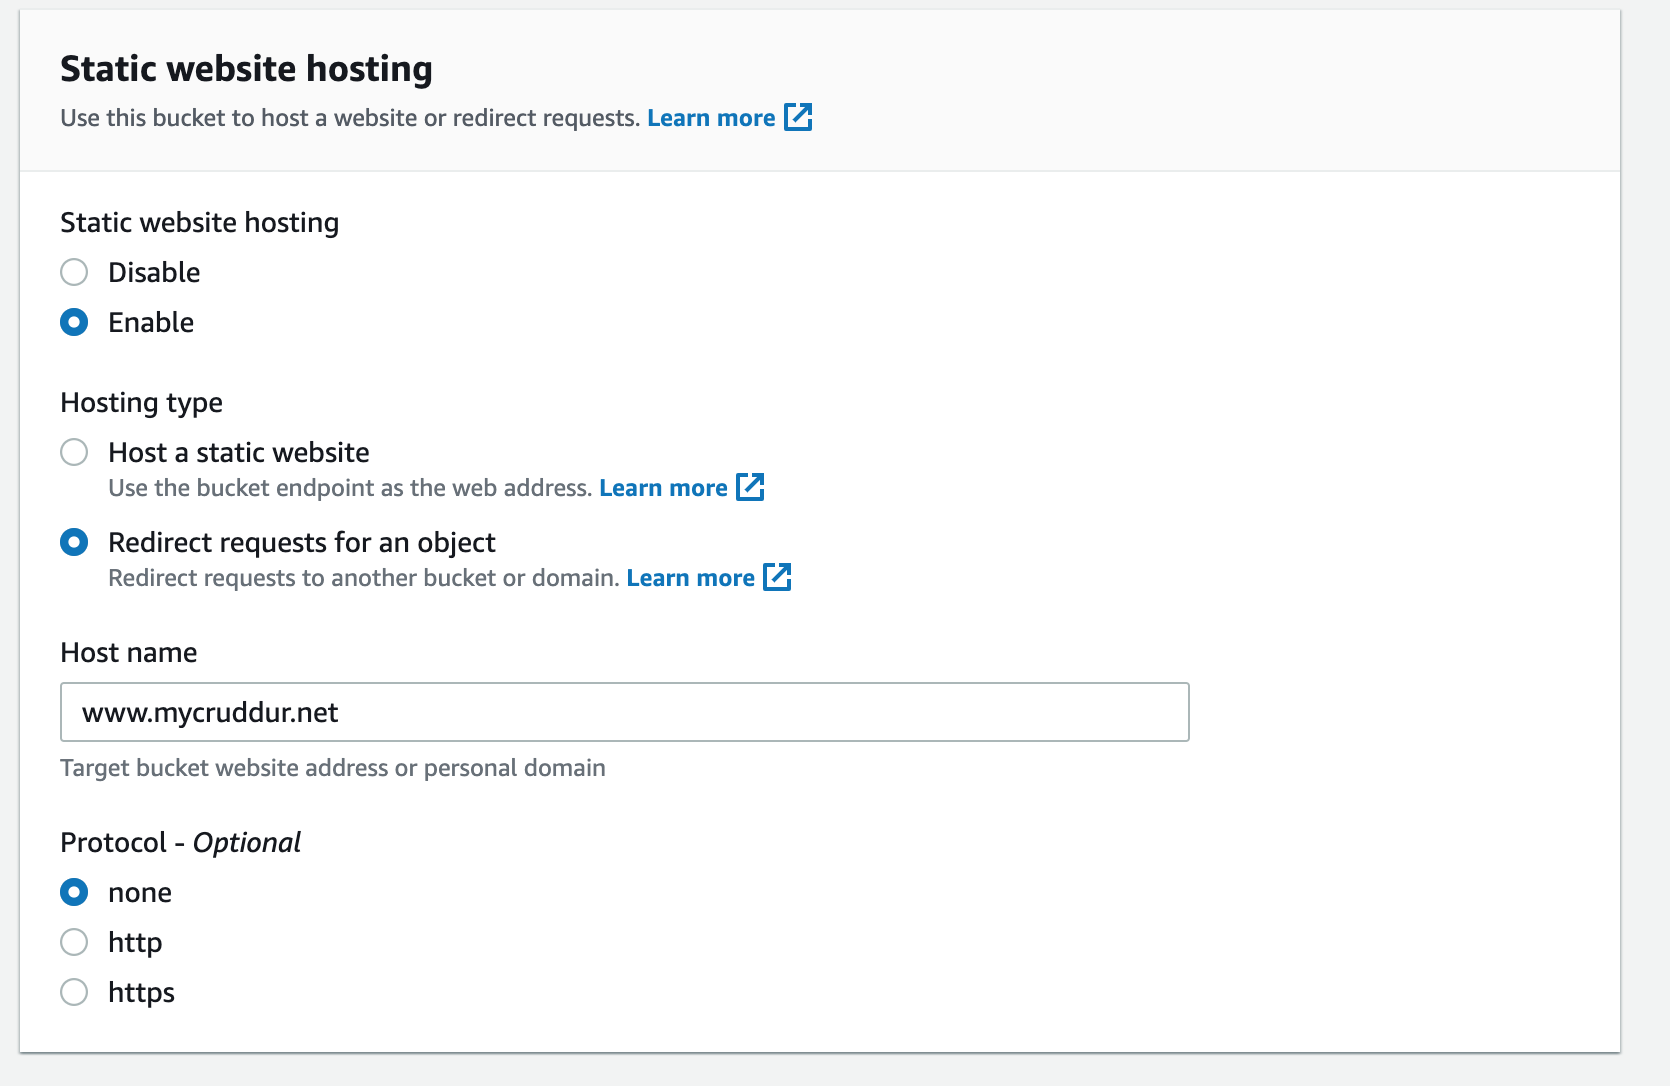 Static website hosting
Use this bucket to host a website or redirect requests. Learn more
Static website hosting
Disable
Enable
Hosting type
Host a static website
Use the bucket endpoint as the web address. Learn more
Redirect requests for an object
Redirect requests to another bucket or domain. Learn more
Host name
www.mycruddur.net
Target bucket website address or personal domain
Protocol - Optional
none
http
https